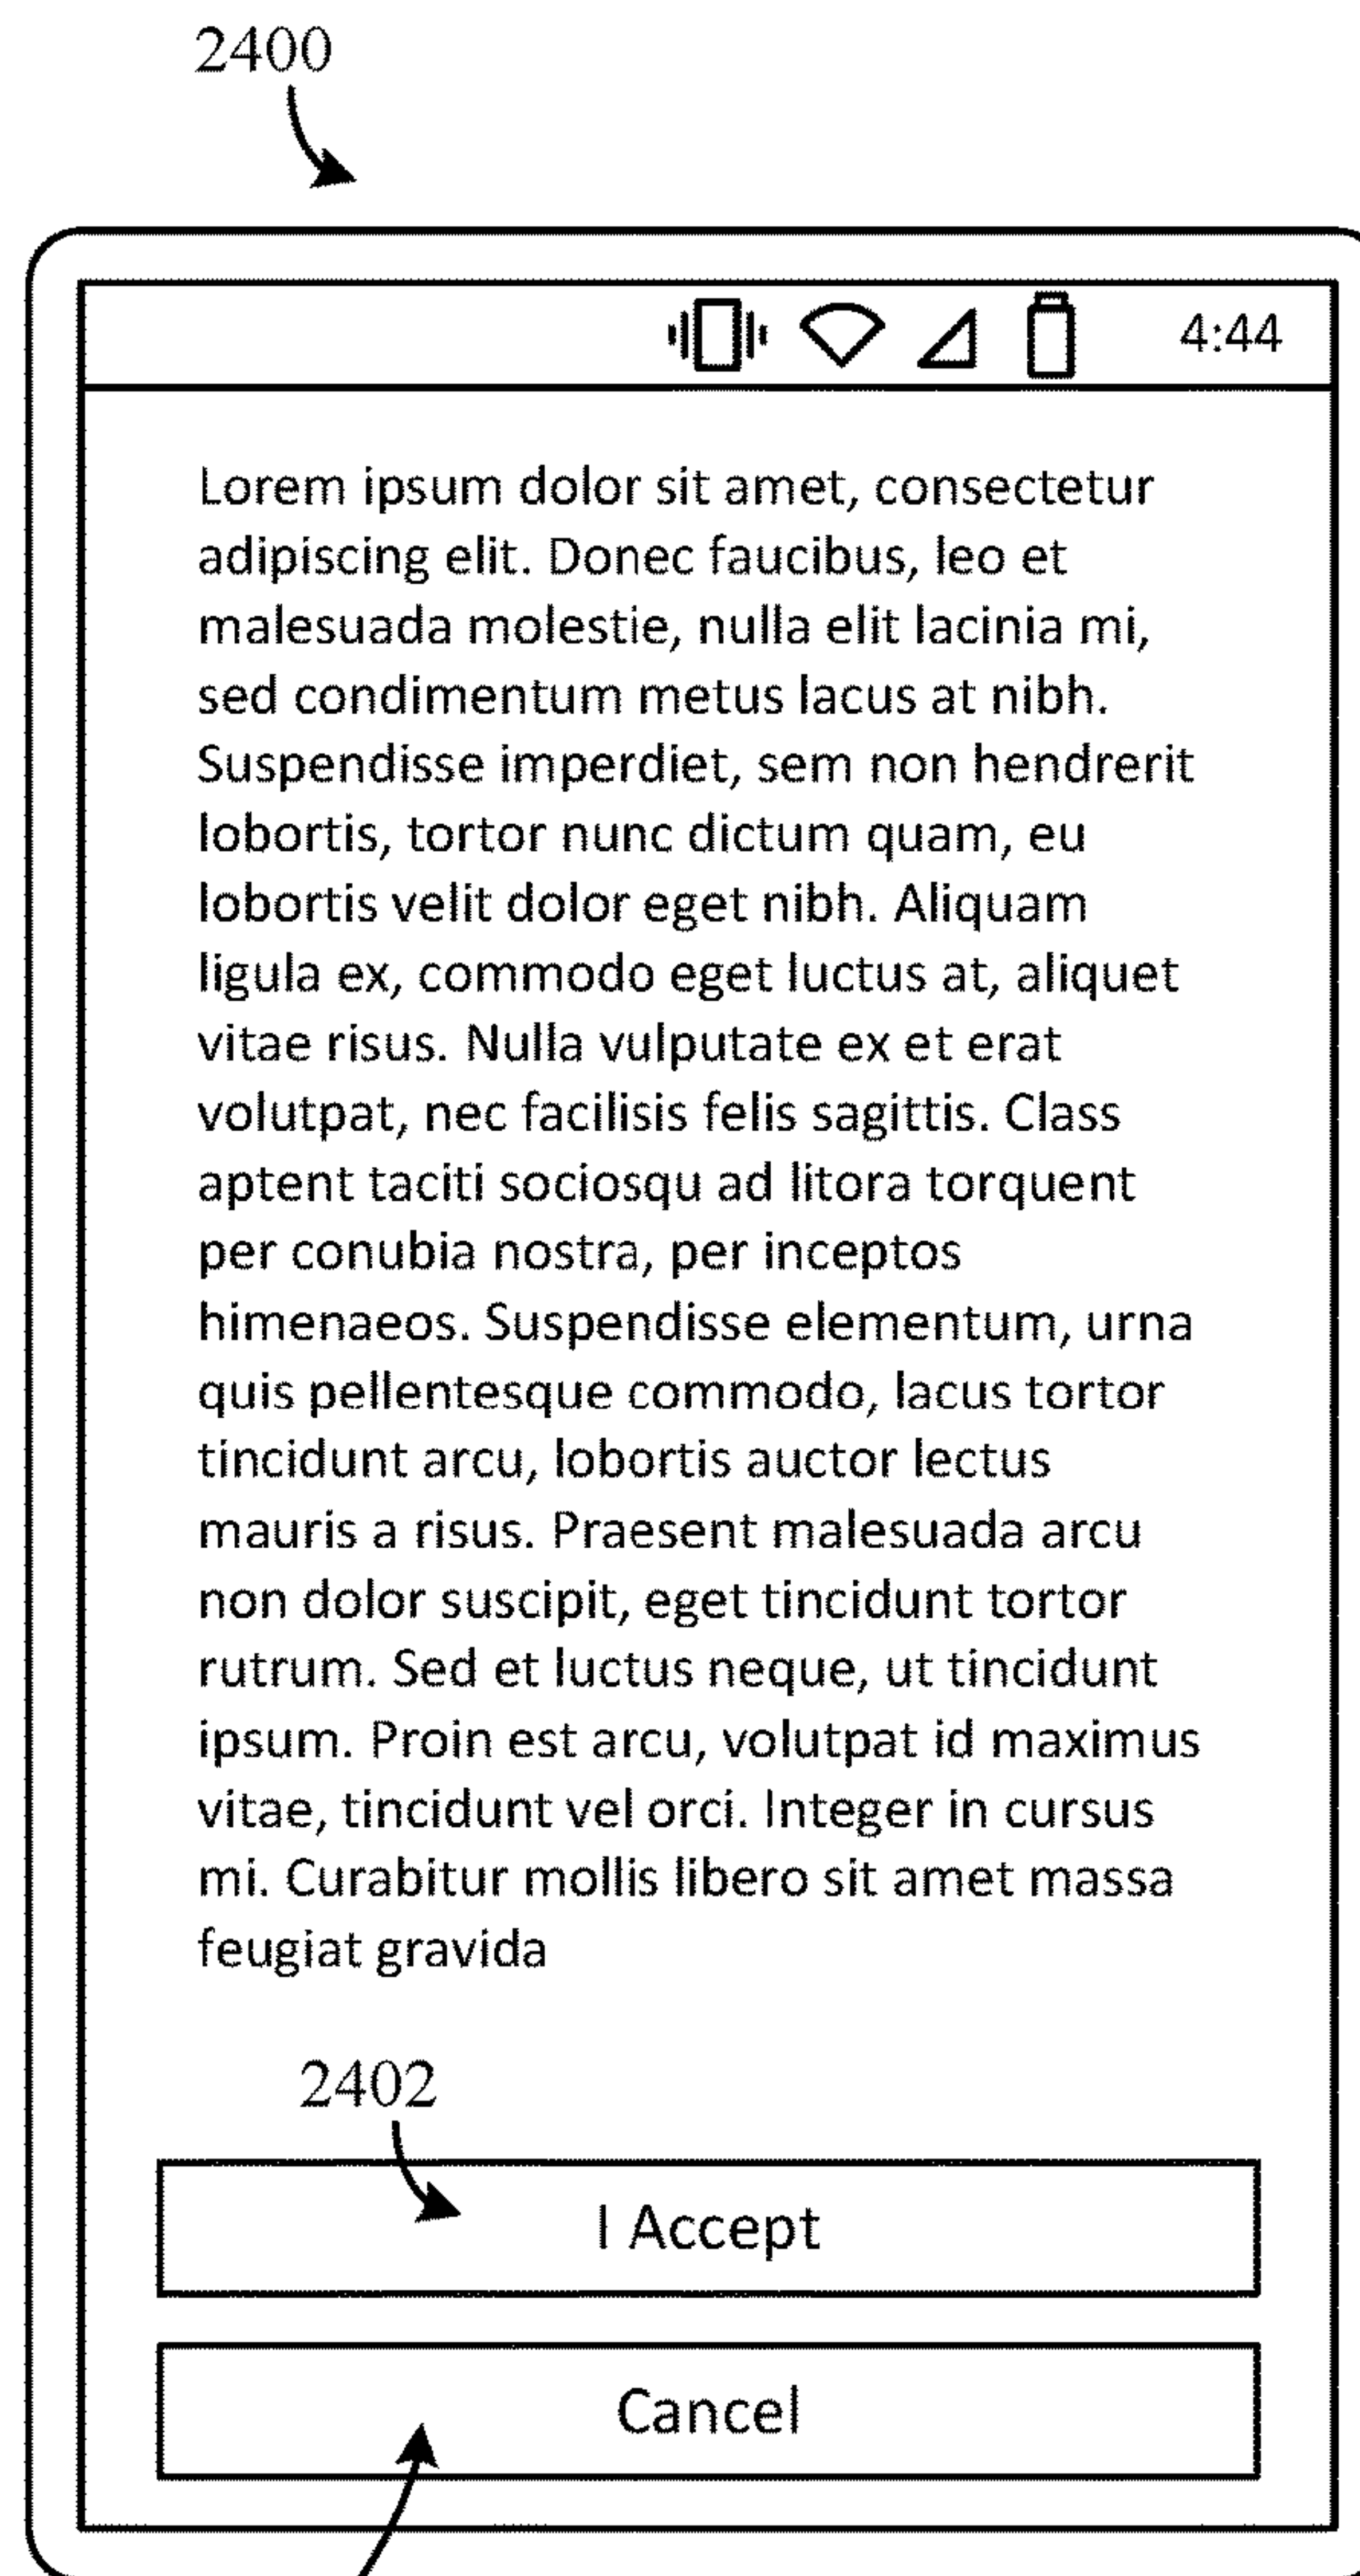 2400
4:44
Lorem ipsum dolor sit amet, consectetur
adipiscing elit. Donec faucibus, leo et
malesuada molestie, nulla elit lacinia mi,
sed condimentum metus lacus at nibh.
Suspendisse imperdiet, sem non hendrerit
lobortis, tortor nunc dictum quam, eu
lobortis velit dolor eget nibh. Aliquam
ligula ex, commodo eget luctus at, aliquet
vitae risus. Nulla vulputate ex et erat
volutpat, nec facilisis felis sagittis. Class
aptent taciti sociosqu ad litora torquent
per conubia nostra, per inceptos
himenaeos. Suspendisse elementum, urna
quis pellentesque commodo, lacus tortor
tincidunt arcu, lobortis auctor lectus
mauris a risus. Praesent malesuada arcu
non dolor suscipit, eget tincidunt tortor
rutrum. Sed et luctus neque, ut tincidunt
ipsum. Proin est arcu, volutpat id maximus
vitae, tincidunt vel orci. Integer in cursus
mi. Curabitur mollis libero sit amet massa
feugiat gravida
2402
I Accept
Cancel